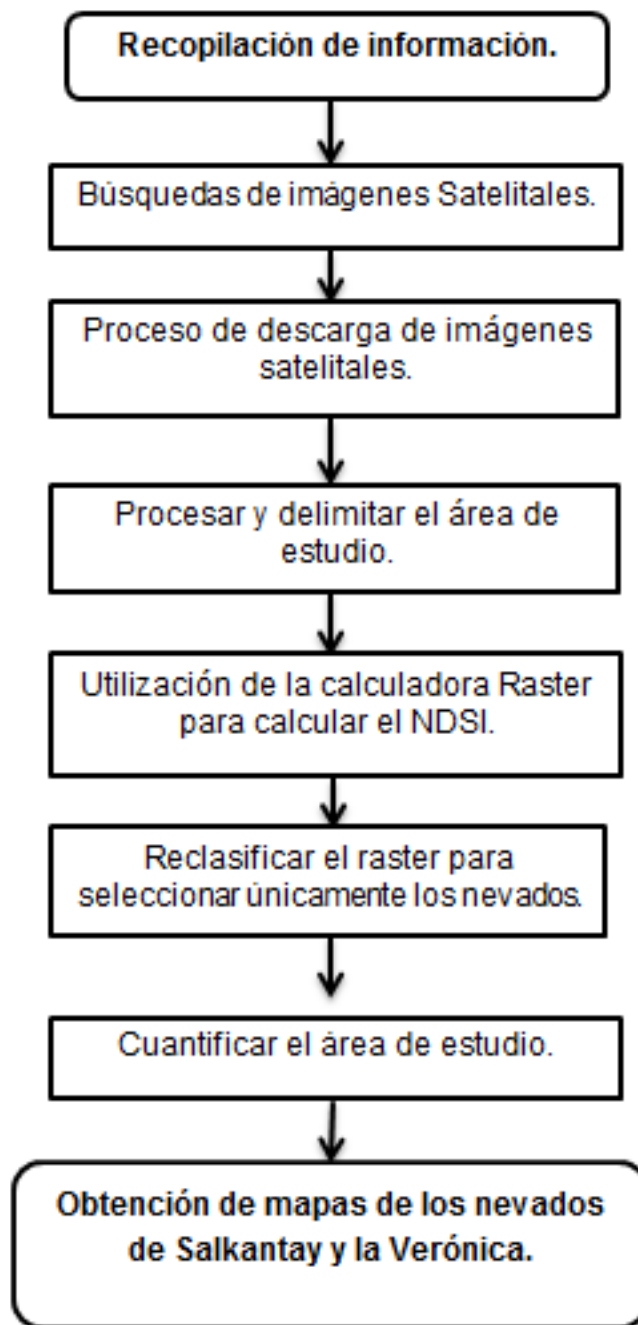 Recopilación de información.
Búsquedas de imágenes Satelitales.
Proceso de descarga de imágenes
satelitales.
Procesar y delimitar el área de
estudio.
Utilización de la calculadora Raster
para calcular el NDSI.
Reclasificar el raster para
seleccionar únicamente los nevados.
Cuantificar el área de estudio.
Obtención de mapas de los nevados
de Salkantay y la Verónica.